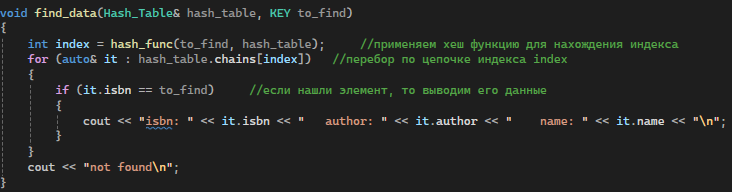 void find_data(Hash_Table& hash_table, KEY to_find)
{
    int index = hash_func(to_find, hash_table);     //применяем хеш функцию для нахождения индекса
    for (auto& it : hash_table.chains[index])   //перебор по цепочке индекса index
    {
        if (it.isbn == to_find)     //если нашли элемент, то выводим его данные
        {
            cout << "isbn: " << it.isbn << "   author: " << it.author << "    name: " << it.name << "\n";
        }
    }
    cout << "not found\n";
}